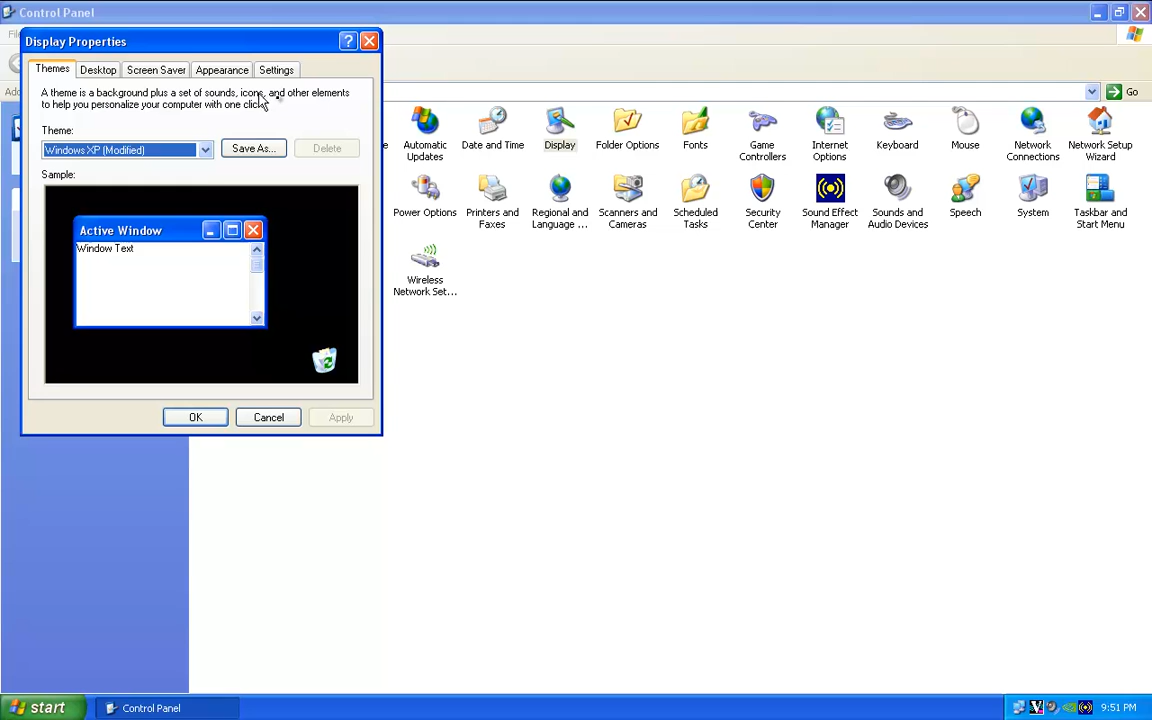 Control Panel
Display Properties
Themes
Desktop
Screen Saver
Appearance
Settings
A theme is a background plus a set of sounds, icons, and other elements
to help you personalize your computer with one click.
Theme:
Windows XP (Modified)
Save As...
Delete
Sample:
Active Window
Window Text
OK
Cancel
Apply
Go
Automatic
Updates
Date and Time
Display
Folder Options
Fonts
Game
Controllers
Internet
Options
Keyboard
Mouse
Network
Connections
Network Setup
Wizard
Power Options
Printers and
Faxes
Regional and
Language ...
Scanners and
Cameras
Scheduled
Tasks
Security
Center
Sound Effect
Manager
Sounds and
Audio Devices
Speech
System
Taskbar and
Start Menu
Wireless
Network Set...
start
Control Panel
9:51 PM